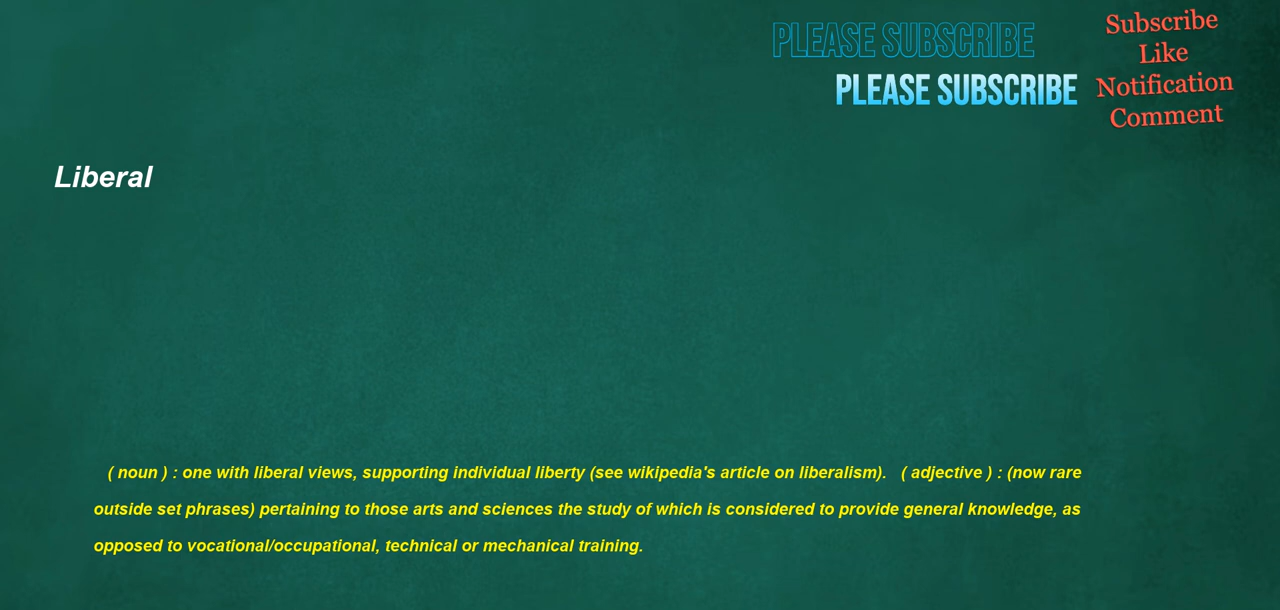 PLEASE SUBSCRIBE
PLEASE SUBSCRIBE
Subscribe
Like
Notification
Comment
Liberal
( noun ) : one with liberal views, supporting individual liberty (see wikipedia's article on liberalism). ( adjective ) : (now rare
outside set phrases) pertaining to those arts and sciences the study of which is considered to provide general knowledge, as
opposed to vocational/occupational, technical or mechanical training.